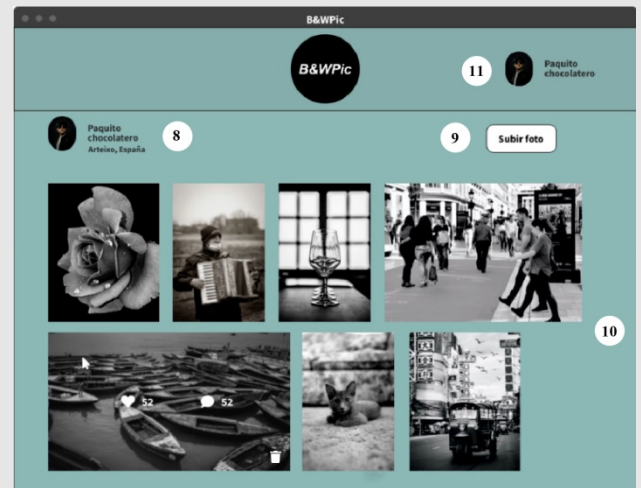 B&WPic
B&WPic
11
Paquito
chocolatero
Paquito
chocolatero
Arteixo, España
8
9
Subir foto
10
52
52